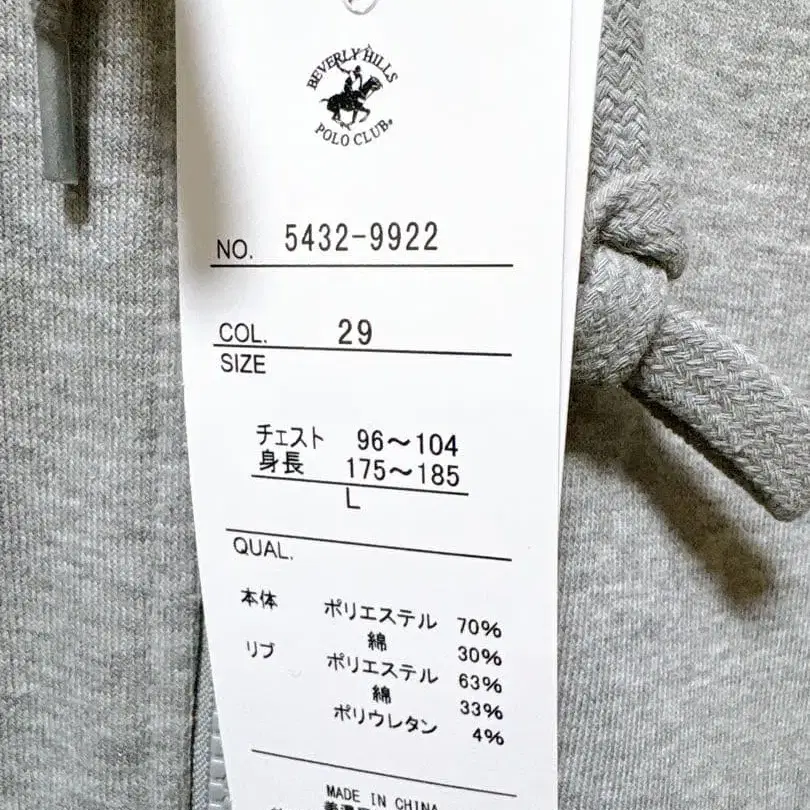 BEVERLY HILLS
POLO CLUB®
NO. 5432-9922
COL. 29
SIZE
チェスト 96〜104
身長 175〜185
L
QUAL.
本体 ポリエステル 70%
綿 30%
リブ ポリエステル 63%
綿 33%
ポリウレタン 4%
MADE IN CHINA